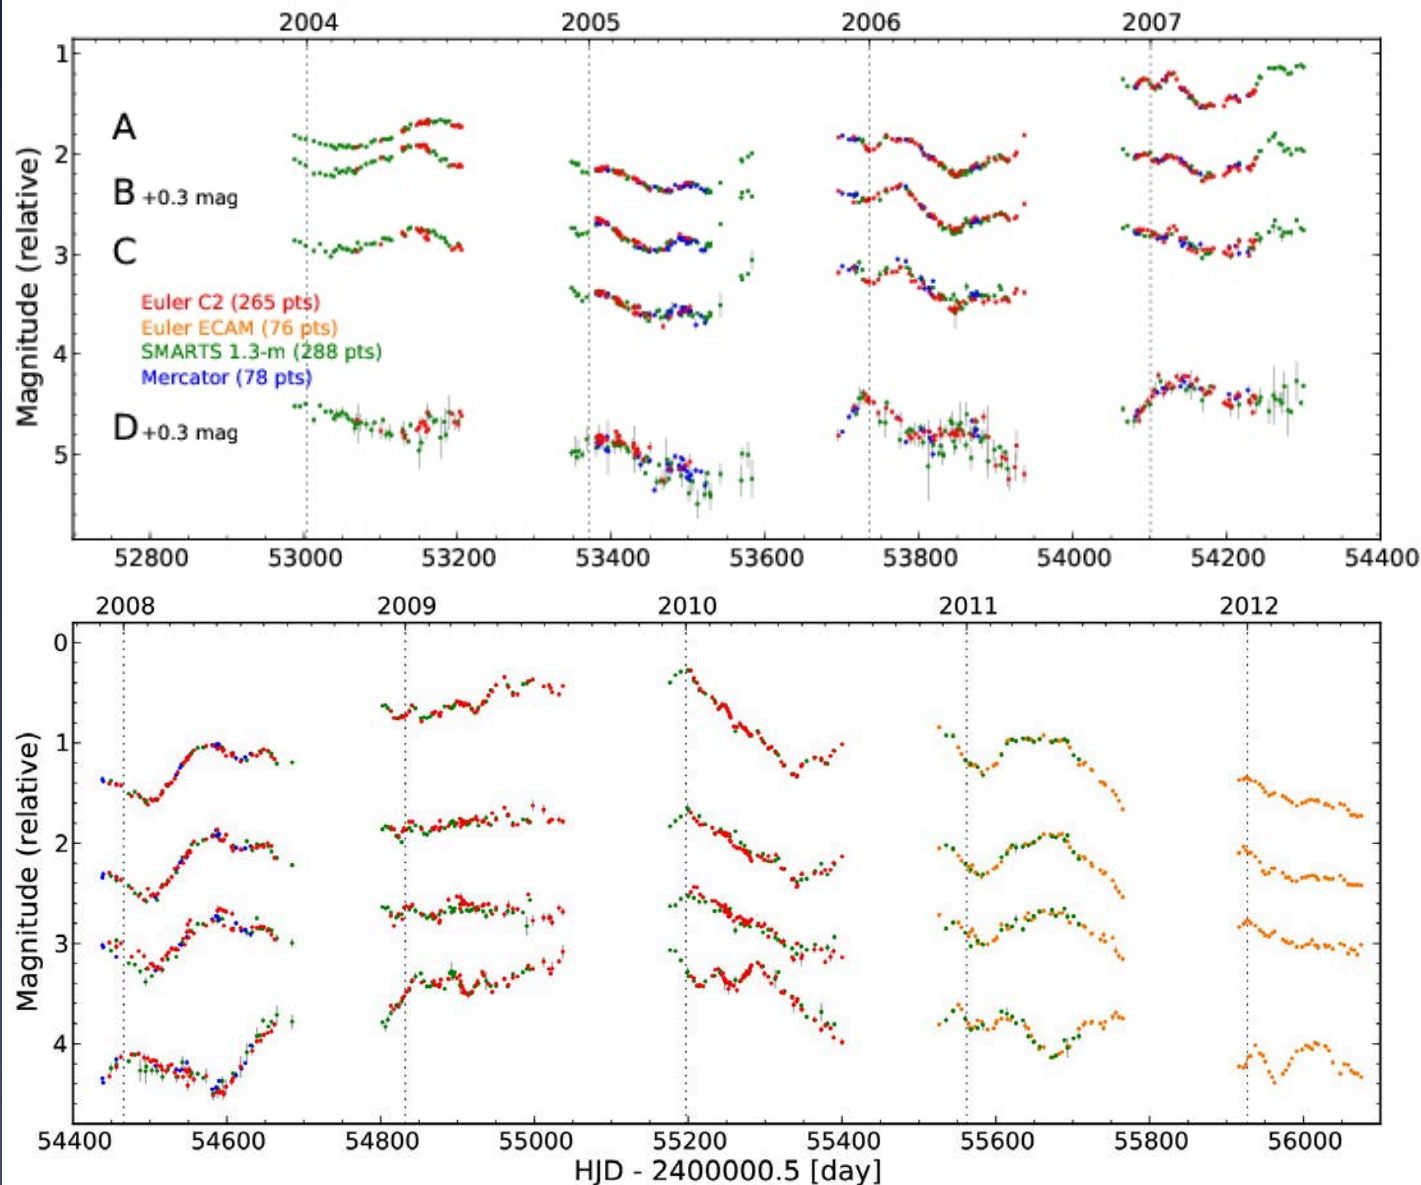 2004 2005 2006 2007
1
A
2
B +0.3 mag
C
3
Euler C2 (265 pts)
Euler ECAM (76 pts)
SMARTS 1.3-m (288 pts)
4
Mercator (78 pts)
D +0.3 mag
5
Magnitude (relative)
52800 53000 53200 53400 53600 53800 54000 54200 54400
2008 2009 2010 2011 2012
0
1
2
3
4
Magnitude (relative)
54400 54600 54800 55000 55200 55400 55600 55800 56000
HJD - 2400000.5 [day]